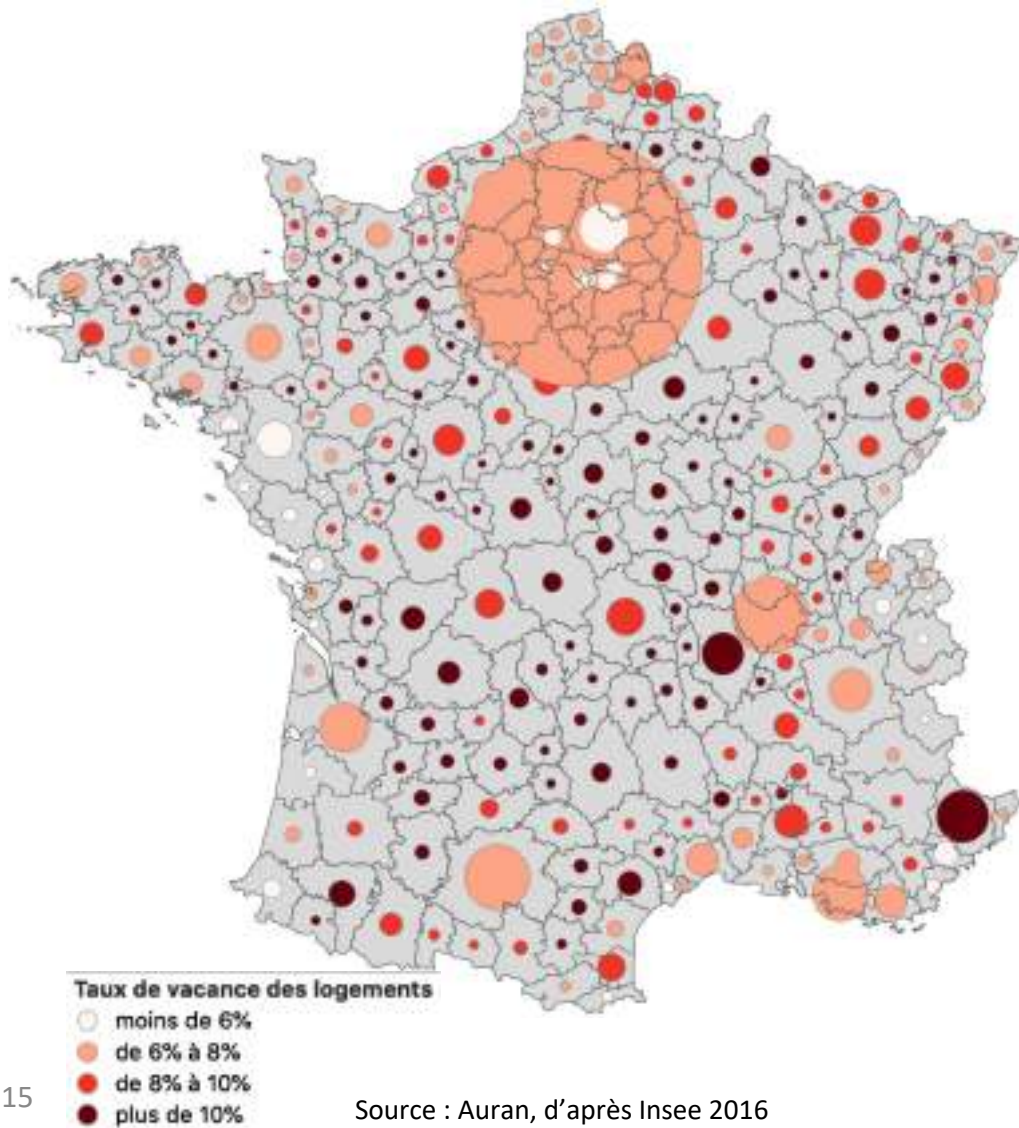 Taux de vacance des logements
moins de 6%
de 6% à 8%
de 8% à 10%
plus de 10%
15
Source : Auran, d’après Insee 2016